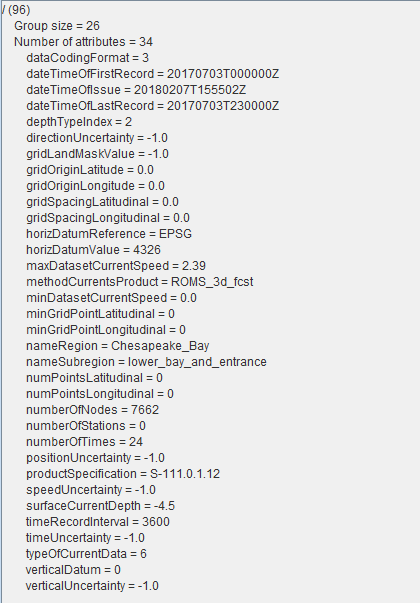 / (96)
Group size = 26
Number of attributes = 34
dataCodingFormat = 3
dateTimeOfFirstRecord = 20170703T000000Z
dateTimeOfIssue = 20180207T155502Z
dateTimeOfLastRecord = 20170703T230000Z
depthTypeIndex = 2
directionUncertainty = -1.0
gridLandMaskValue = -1.0
gridOriginLatitude = 0.0
gridOriginLongitude = 0.0
gridSpacingLatitudinal = 0.0
gridSpacingLongitudinal = 0.0
horizDatumReference = EPSG
horizDatumValue = 4326
maxDatasetCurrentSpeed = 2.39
methodCurrentsProduct = ROMS_3d_fcst
minDatasetCurrentSpeed = 0.0
minGridPointLatitudinal = 0
minGridPointLongitudinal = 0
nameRegion = Chesapeake_Bay
nameSubregion = lower_bay_and_entrance
numPointsLatitudinal = 0
numPointsLongitudinal = 0
numberOfNodes = 7662
numberOfStations = 0
numberOfTimes = 24
positionUncertainty = -1.0
productSpecification = S-111.0.1.12
speedUncertainty = -1.0
surfaceCurrentDepth = -4.5
timeRecordInterval = 3600
timeUncertainty = -1.0
typeOfCurrentData = 6
verticalDatum = 0
verticalUncertainty = -1.0